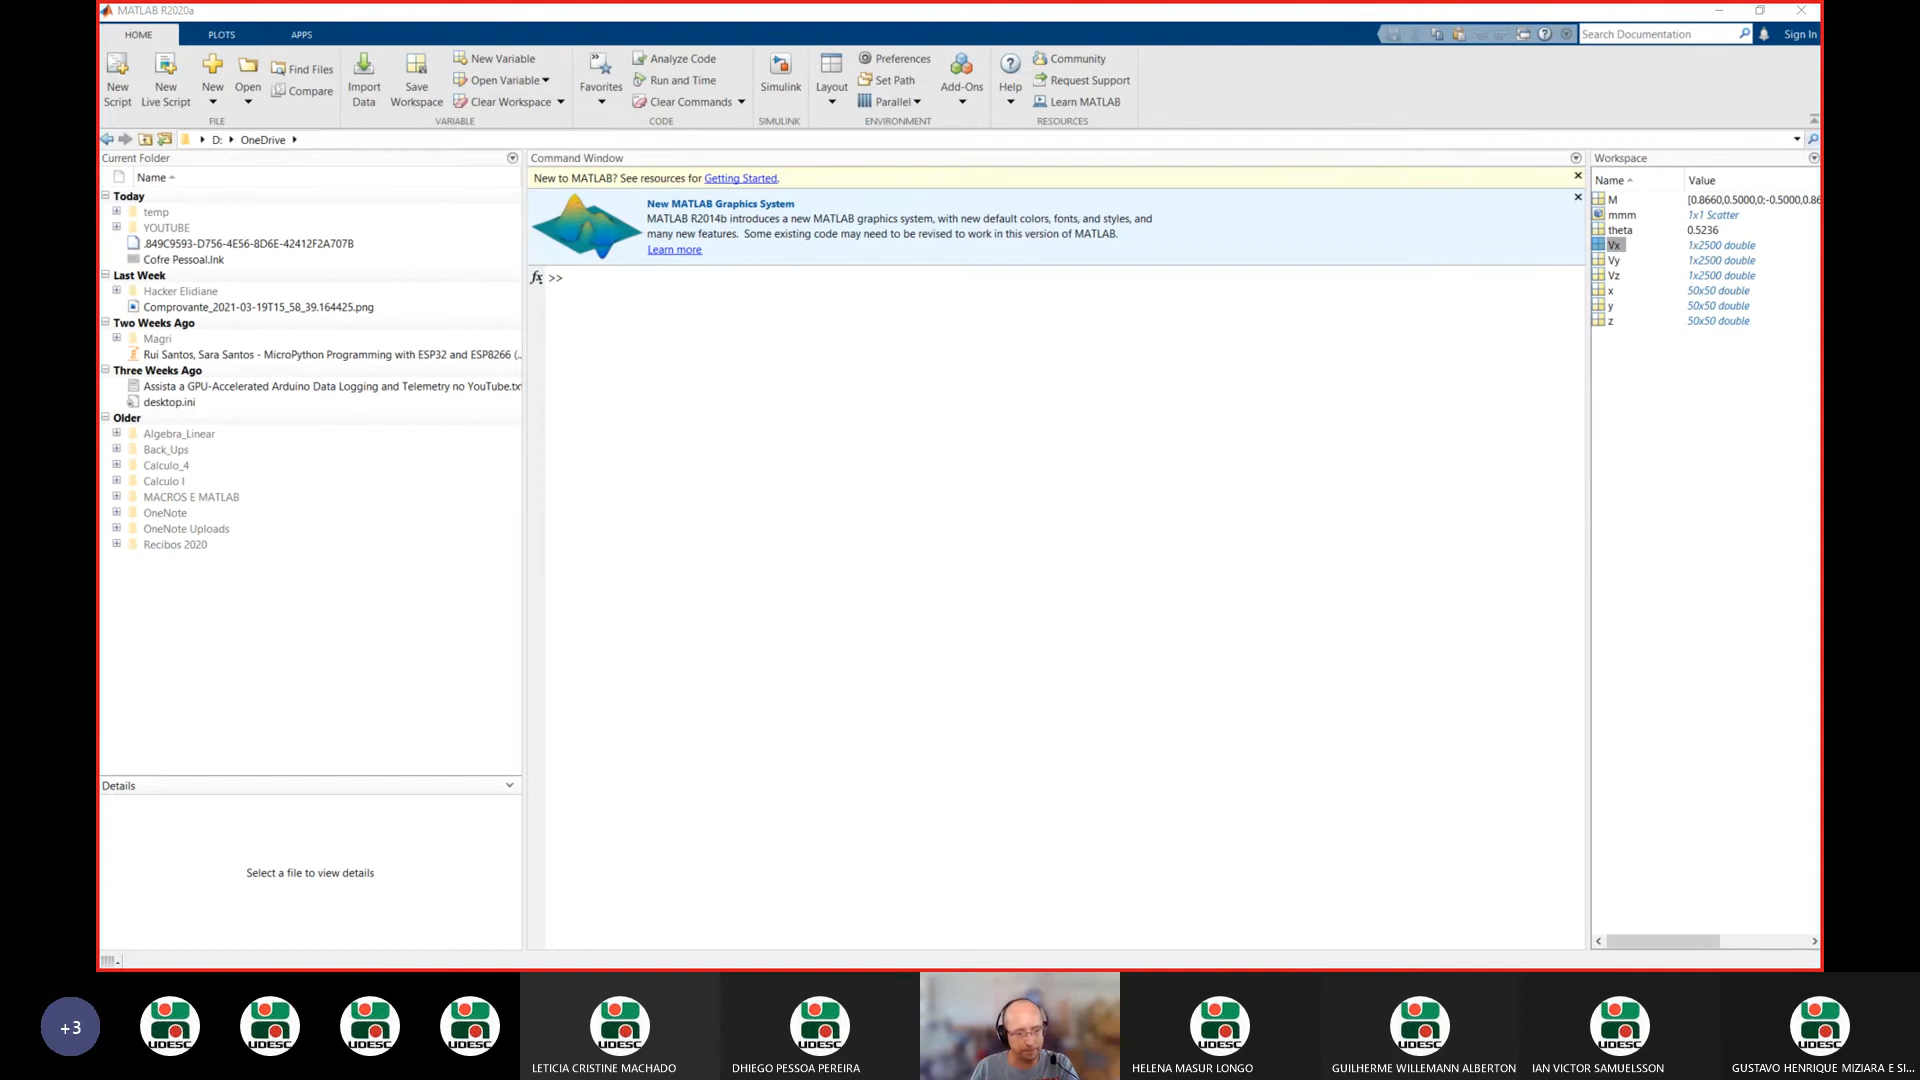 MATLAB R2020a
HOME
PLOTS
APPS
Search Documentation
Sign In
New Script
New Live Script
New
Open
Find Files
Compare
FILE
Import Data
Save Workspace
New Variable
Open Variable
Clear Workspace
VARIABLE
Favorites
Analyze Code
Run and Time
Clear Commands
CODE
Simulink
SIMULINK
Layout
Preferences
Set Path
Parallel
Add-Ons
ENVIRONMENT
Help
Community
Request Support
Learn MATLAB
RESOURCES
D:
OneDrive
Current Folder
Name
Today
temp
YOUTUBE
.849C9593-D756-4E56-8D6E-42412F2A707B
Cofre Pessoal.lnk
Last Week
Hacker Elidiane
Comprovante_2021-03-19T15_58_39.164425.png
Two Weeks Ago
Magri
Rui Santos, Sara Santos - MicroPython Programming with ESP32 and ESP8266 (..
Three Weeks Ago
Assista a GPU-Accelerated Arduino Data Logging and Telemetry no YouTube.txt
desktop.ini
Older
Algebra_Linear
Back_Ups
Calculo_4
Calculo I
MACROS E MATLAB
OneNote
OneNote Uploads
Recibos 2020
Details
Select a file to view details
Command Window
New to MATLAB? See resources for Getting Started.
New MATLAB Graphics System
MATLAB R2014b introduces a new MATLAB graphics system, with new default colors, fonts, and styles, and
many new features. Some existing code may need to be revised to work in this version of MATLAB.
Learn more
fx >>
Workspace
Name Value
M [0.8660,0.5000,0;-0.5000,0.86
mmm 1x1 Scatter
theta 0.5236
Vx 1x2500 double
Vy 1x2500 double
Vz 1x2500 double
x 50x50 double
y 50x50 double
z 50x50 double
+3
UDESC
UDESC
UDESC
UDESC
UDESC
LETICIA CRISTINE MACHADO
UDESC
DHIEGO PESSOA PEREIRA
UDESC
HELENA MASUR LONGO
UDESC
GUILHERME WILLEMANN ALBERTON
UDESC
IAN VICTOR SAMUELSSON
UDESC
GUSTAVO HENRIQUE MIZIARA E SI...